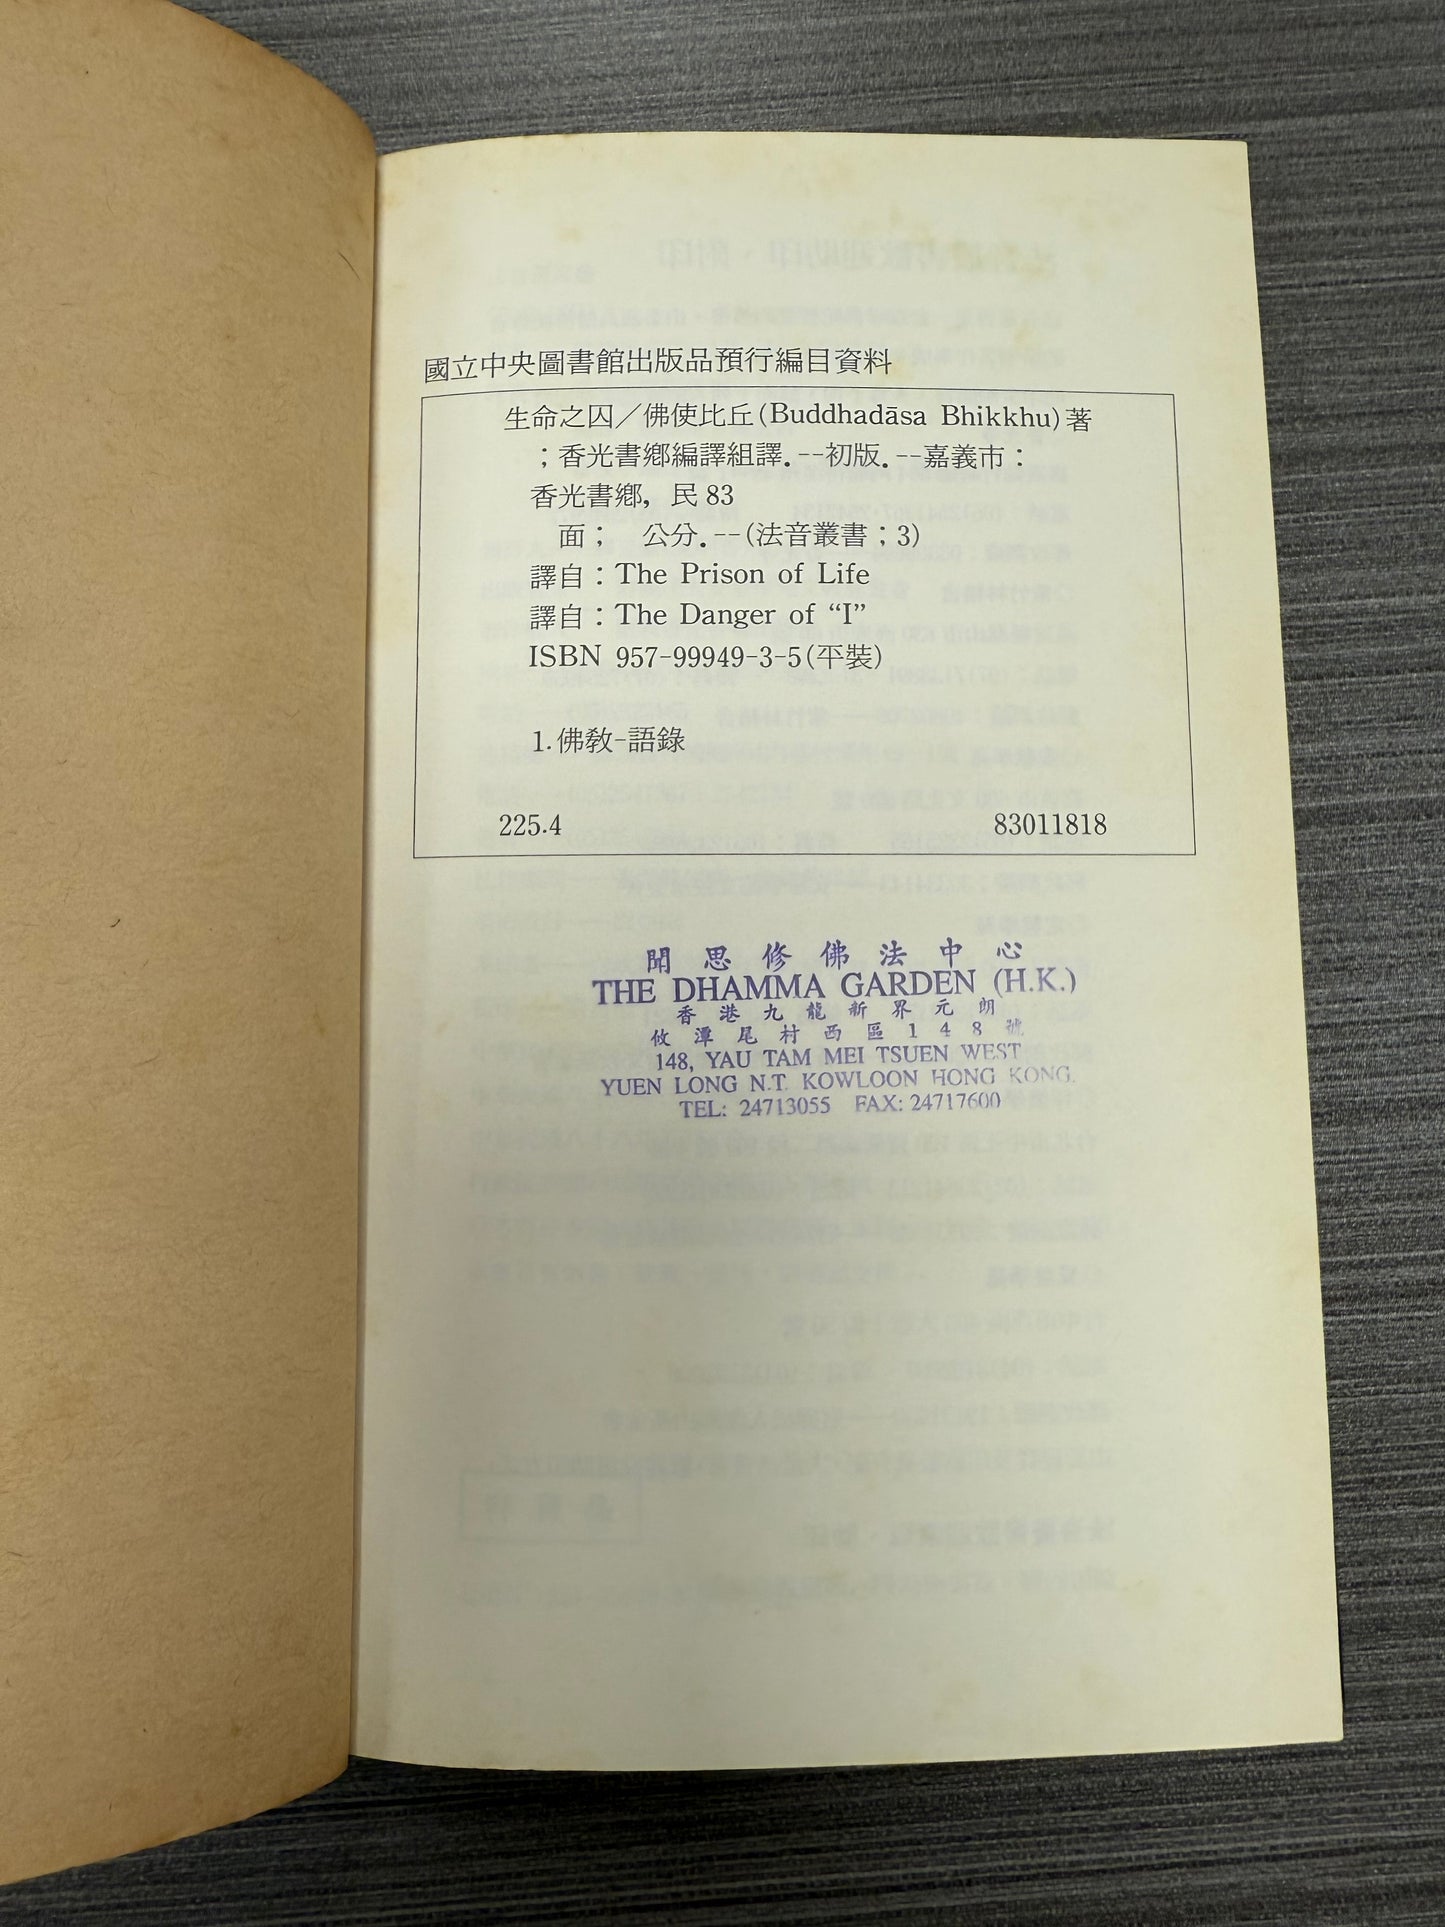 國立中央圖書館出版品預行編目資料
生命之囚／佛使比丘(Buddhadāsa Bhikkhu)著
；香光書鄉編譯組譯.--初版.--嘉義市：
香光書鄉，民83
面；　公分.--(法音叢書；3)
譯自：The Prison of Life
譯自：The Danger of “I”
ISBN 957-99949-3-5(平裝)
1.佛教-語錄
225.4　83011818
聞思修佛法中心
THE DHAMMA GARDEN (H.K.)
香港九龍新界元朗
攸潭尾村西區148號
148, YAU TAM MEI TSUEN WEST
YUEN LONG N.T. KOWLOON HONG KONG.
TEL: 24713055　FAX: 24717600